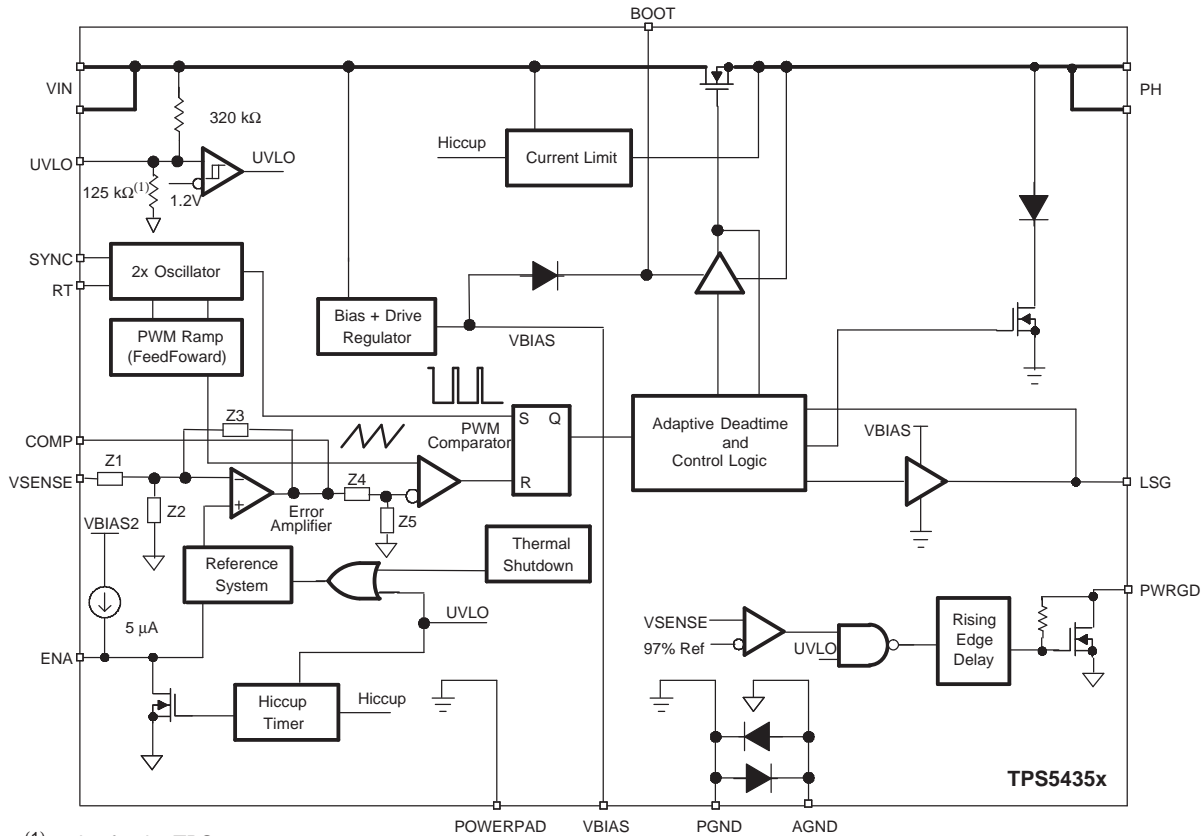 BOOT
VIN
PH
320 kΩ
Hiccup
Current Limit
UVLO
UVLO
125 kΩ(1)
1.2V
SYNC
2x Oscillator
RT
Bias + Drive
Regulator
VBIAS
PWM Ramp
(FeedFoward)
Z3
S Q
PWM
Comparator
R
Adaptive Deadtime
and
Control Logic
VBIAS
COMP
Z1
VSENSE
Z2
Z4
Z5
Error
Amplifier
LSG
VBIAS2
Thermal
Shutdown
Reference
System
5 μA
UVLO
PWRGD
VSENSE
97% Ref
UVLO
Rising
Edge
Delay
ENA
Hiccup
Timer
Hiccup
TPS5435x
POWERPAD
VBIAS
PGND
AGND
(1)